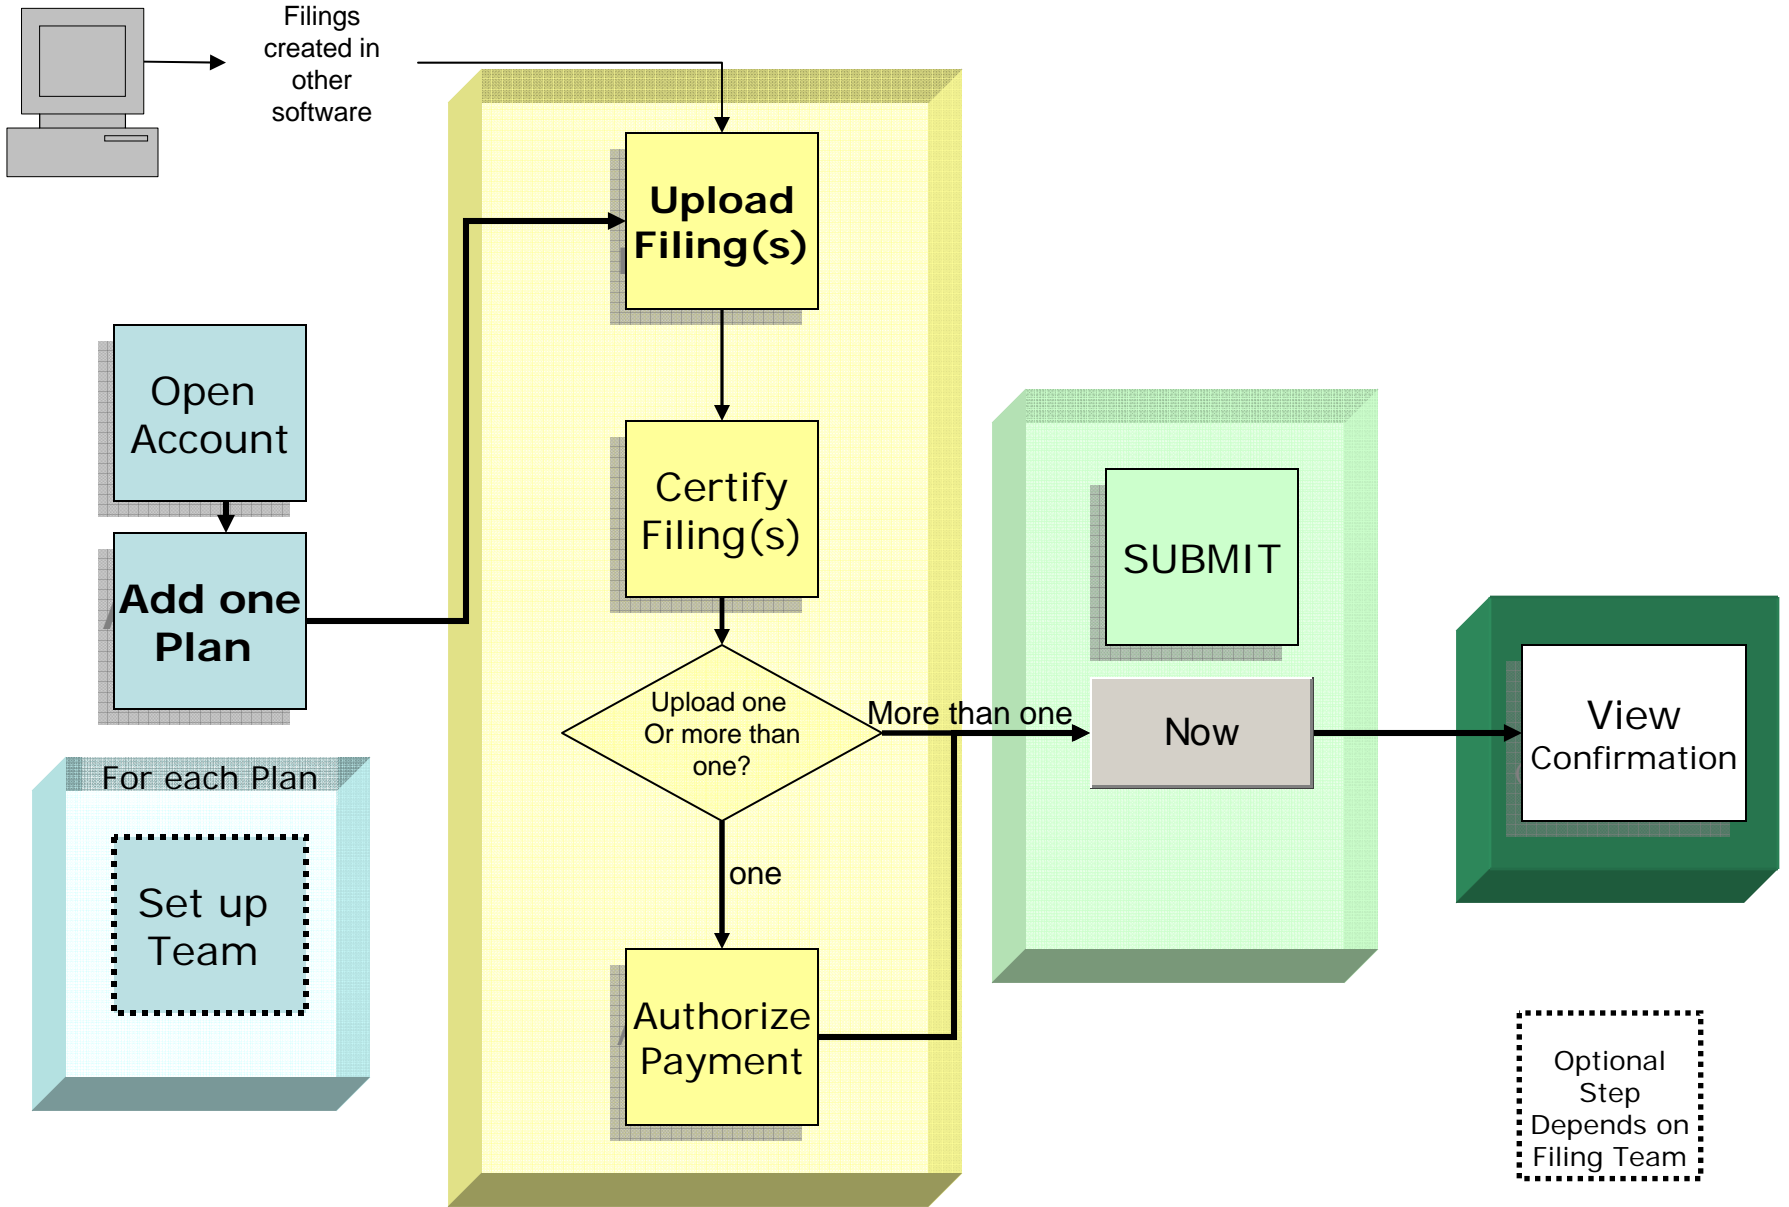 Filings
created in
other
software
Upload
Filing(s)
Open
Account
Add one
Plan
Certify
Filing(s)
SUBMIT
Upload one
Or more than
one?
More than one
Now
View
Confirmation
For each Plan
Set up
Team
one
Authorize
Payment
Optional
Step
Depends on
Filing Team